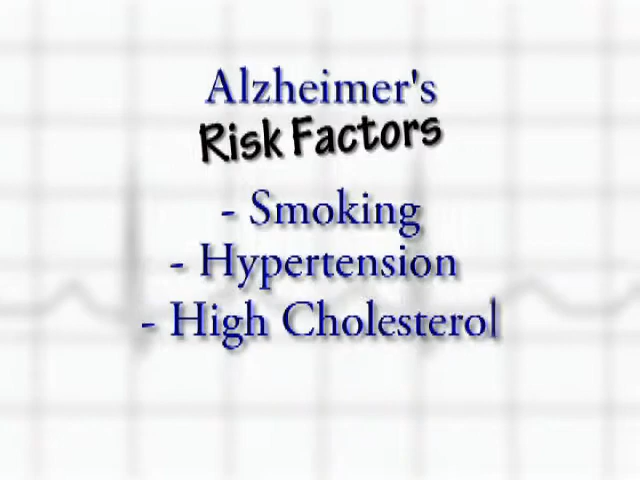 Alzheimer's
Risk Factors
- Smoking
- Hypertension
- High Cholesterol